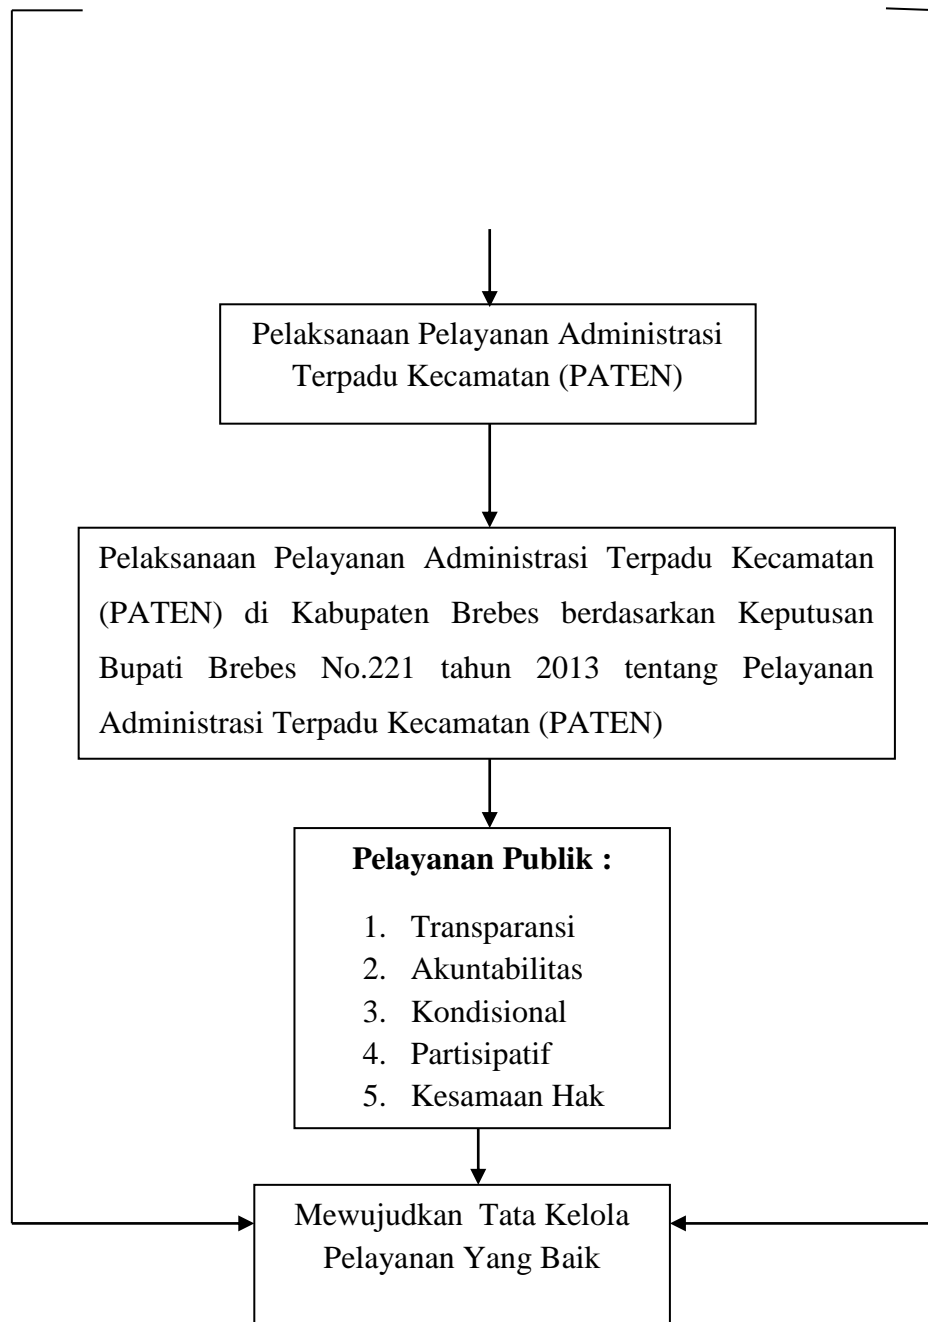 Pelaksanaan Pelayanan Administrasi
Terpadu Kecamatan (PATEN)
Pelaksanaan Pelayanan Administrasi Terpadu Kecamatan
(PATEN) di Kabupaten Brebes berdasarkan Keputusan
Bupati Brebes No.221 tahun 2013 tentang Pelayanan
Administrasi Terpadu Kecamatan (PATEN)
Pelayanan Publik :
1. Transparansi
2. Akuntabilitas
3. Kondisional
4. Partisipatif
5. Kesamaan Hak
Mewujudkan Tata Kelola
Pelayanan Yang Baik